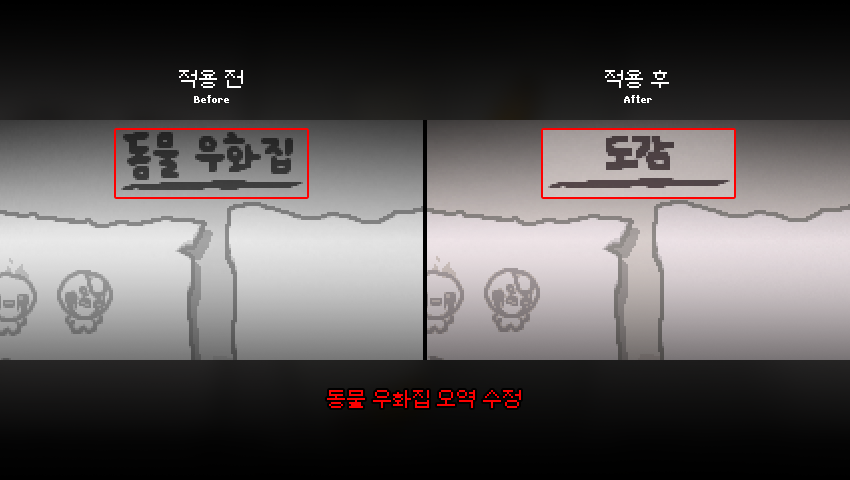 적용 전
Before
적용 후
After
동물 우화집
도감
동물 우화집 오역 수정